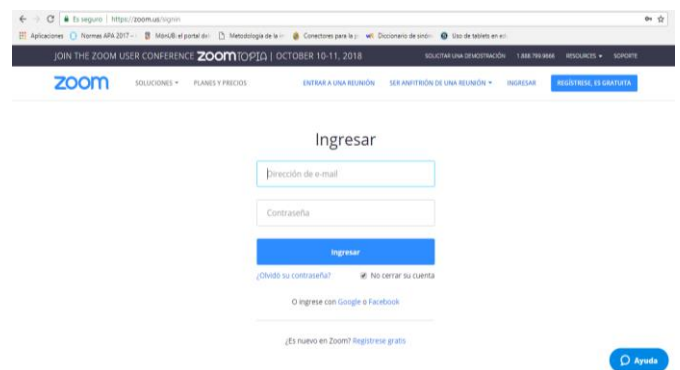 Es seguro | https://zoom.us/signin
Aplicaciones Normas APA 2017 - MónUB: el portal de Metodología de la in Conectores para la p Diccionario de sinón Uso de tablets en
JOIN THE ZOOM USER CONFERENCE ZOOMTOPIA | OCTOBER 10-11, 2018 SOLICITAR UNA DEMOSTRACIÓN 1.888.799.9666 RESOURCES SOPORTE
zoom SOLUCIONES PLANES Y PRECIOS ENTRAR A UNA REUNIÓN SER ANFITRIÓN DE UNA REUNIÓN INGRESAR REGÍSTRESE, ES GRATUITA
Ingresar
Dirección de e-mail
Contraseña
Ingresar
¿Olvidó su contraseña? No cerrar su cuenta
O ingrese con Google o Facebook
¿Es nuevo en Zoom? Regístrese gratis
Ayuda